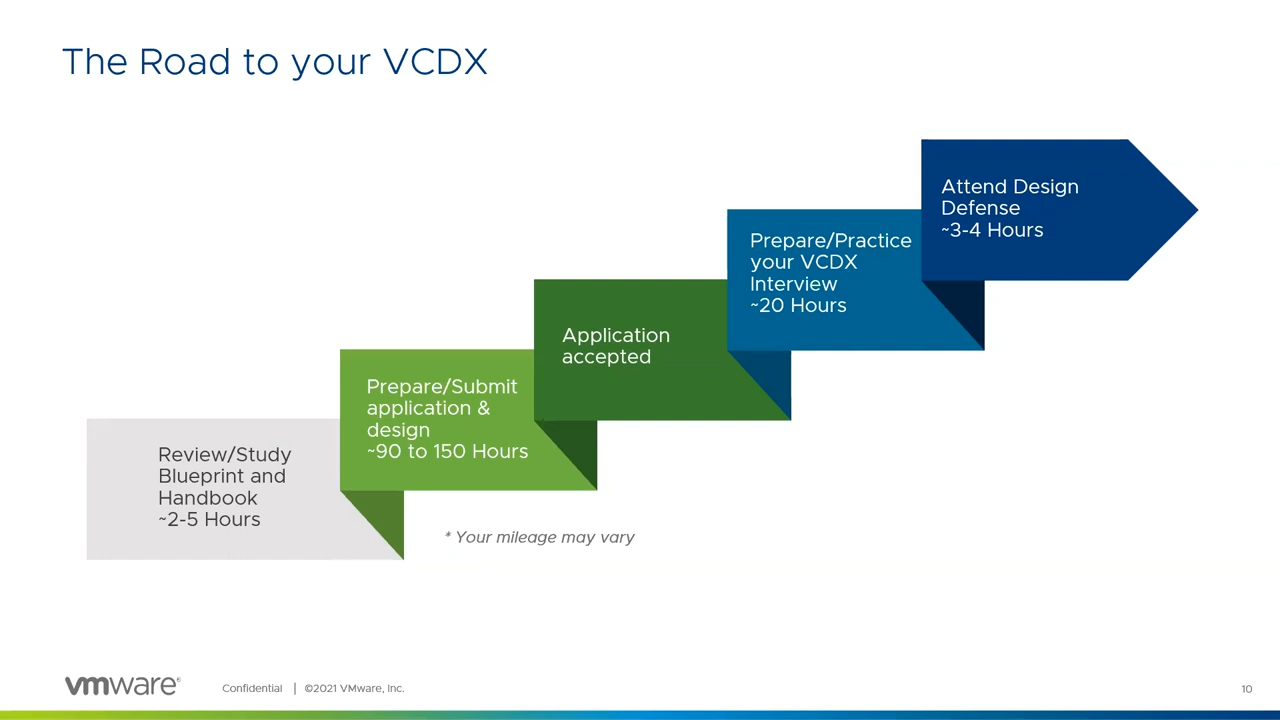 The Road to your VCDX
Attend Design
Defense
~3-4 Hours
Prepare/Practice
your VCDX
Interview
~20 Hours
Application
accepted
Prepare/Submit
application &
design
~90 to 150 Hours
Review/Study
Blueprint and
Handbook
~2-5 Hours
* Your mileage may vary
vmware®
Confidential | ©2021 VMware, Inc.
10